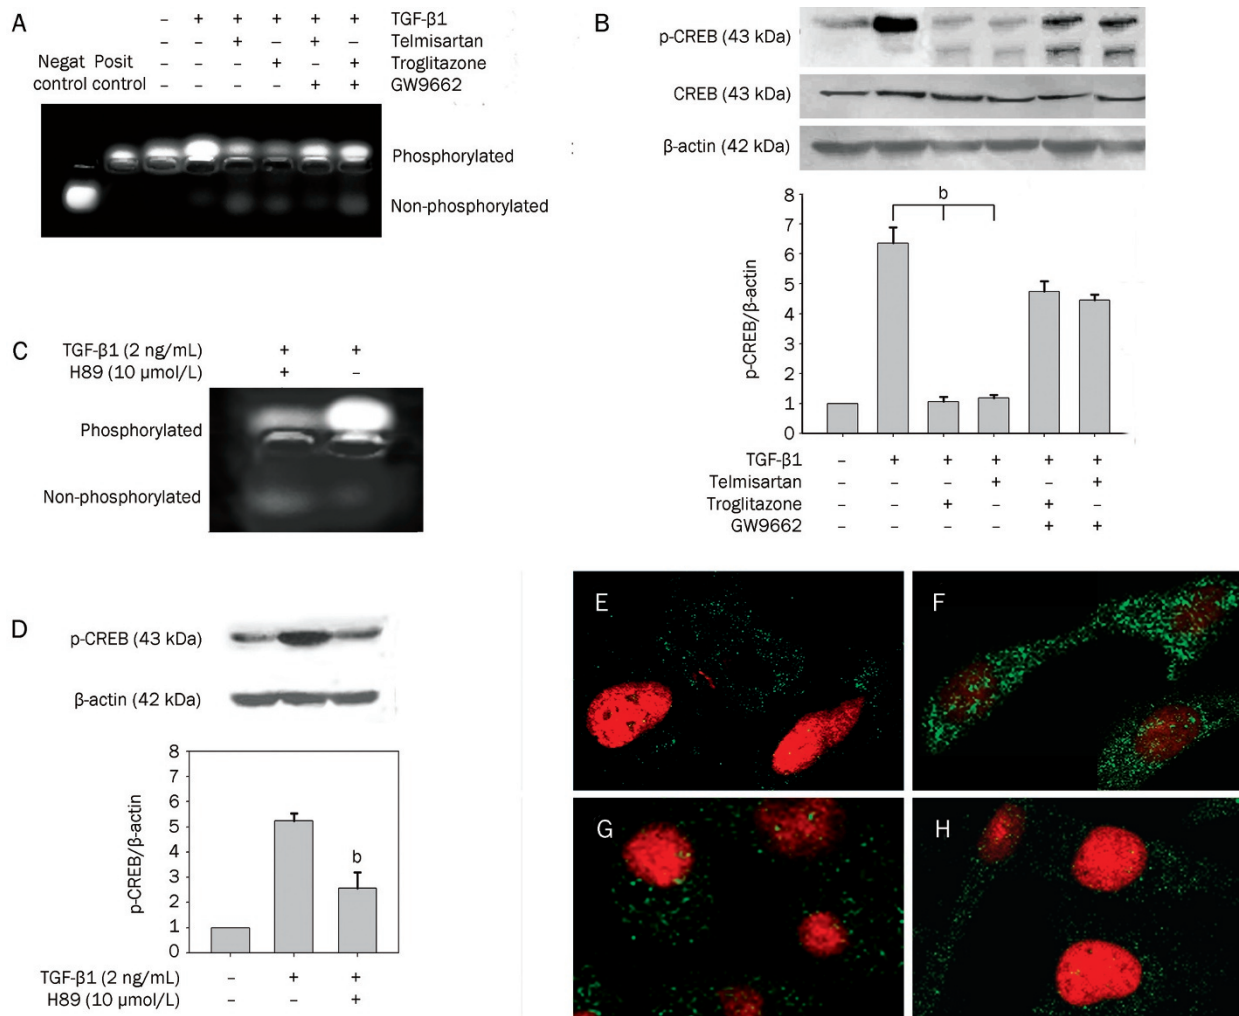 A
– + + + + + TGF-β1
– – + – + – Telmisartan
Negat Posit – – – + – + Troglitazone
control control – – – – + + GW9662
Phosphorylated
Non-phosphorylated
B
p-CREB (43 kDa)
CREB (43 kDa)
β-actin (42 kDa)
b
8
7
6
5
4
3
2
1
0
p-CREB/β-actin
TGF-β1 – + + + + +
Telmisartan – – – + – +
Troglitazone – – + – + –
GW9662 – – – – + +
C
TGF-β1 (2 ng/mL) + +
H89 (10 μmol/L) + –
Phosphorylated
Non-phosphorylated
D
p-CREB (43 kDa)
β-actin (42 kDa)
8
7
6
5
4
3
2
1
0
p-CREB/β-actin
b
TGF-β1 (2 ng/mL) – + +
H89 (10 μmol/L) – – +
E
F
G
H